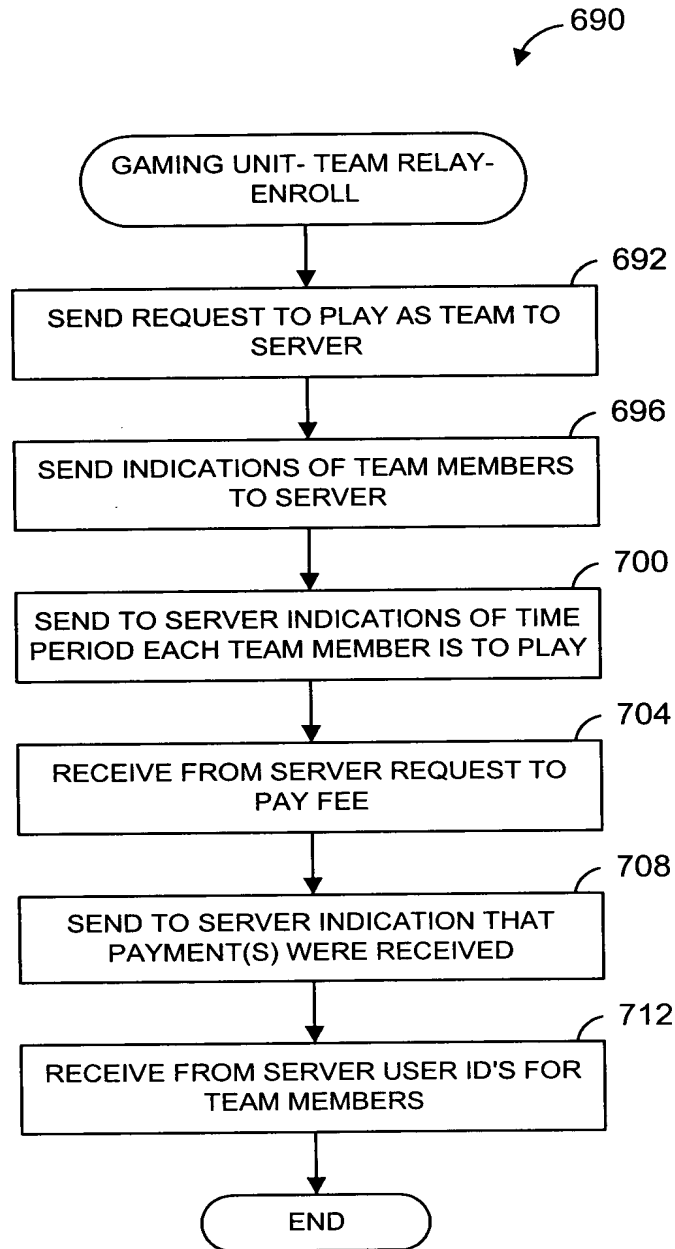 690
GAMING UNIT- TEAM RELAY-
ENROLL
692
SEND REQUEST TO PLAY AS TEAM TO
SERVER
696
SEND INDICATIONS OF TEAM MEMBERS
TO SERVER
700
SEND TO SERVER INDICATIONS OF TIME
PERIOD EACH TEAM MEMBER IS TO PLAY
704
RECEIVE FROM SERVER REQUEST TO
PAY FEE
708
SEND TO SERVER INDICATION THAT
PAYMENT(S) WERE RECEIVED
712
RECEIVE FROM SERVER USER ID'S FOR
TEAM MEMBERS
END